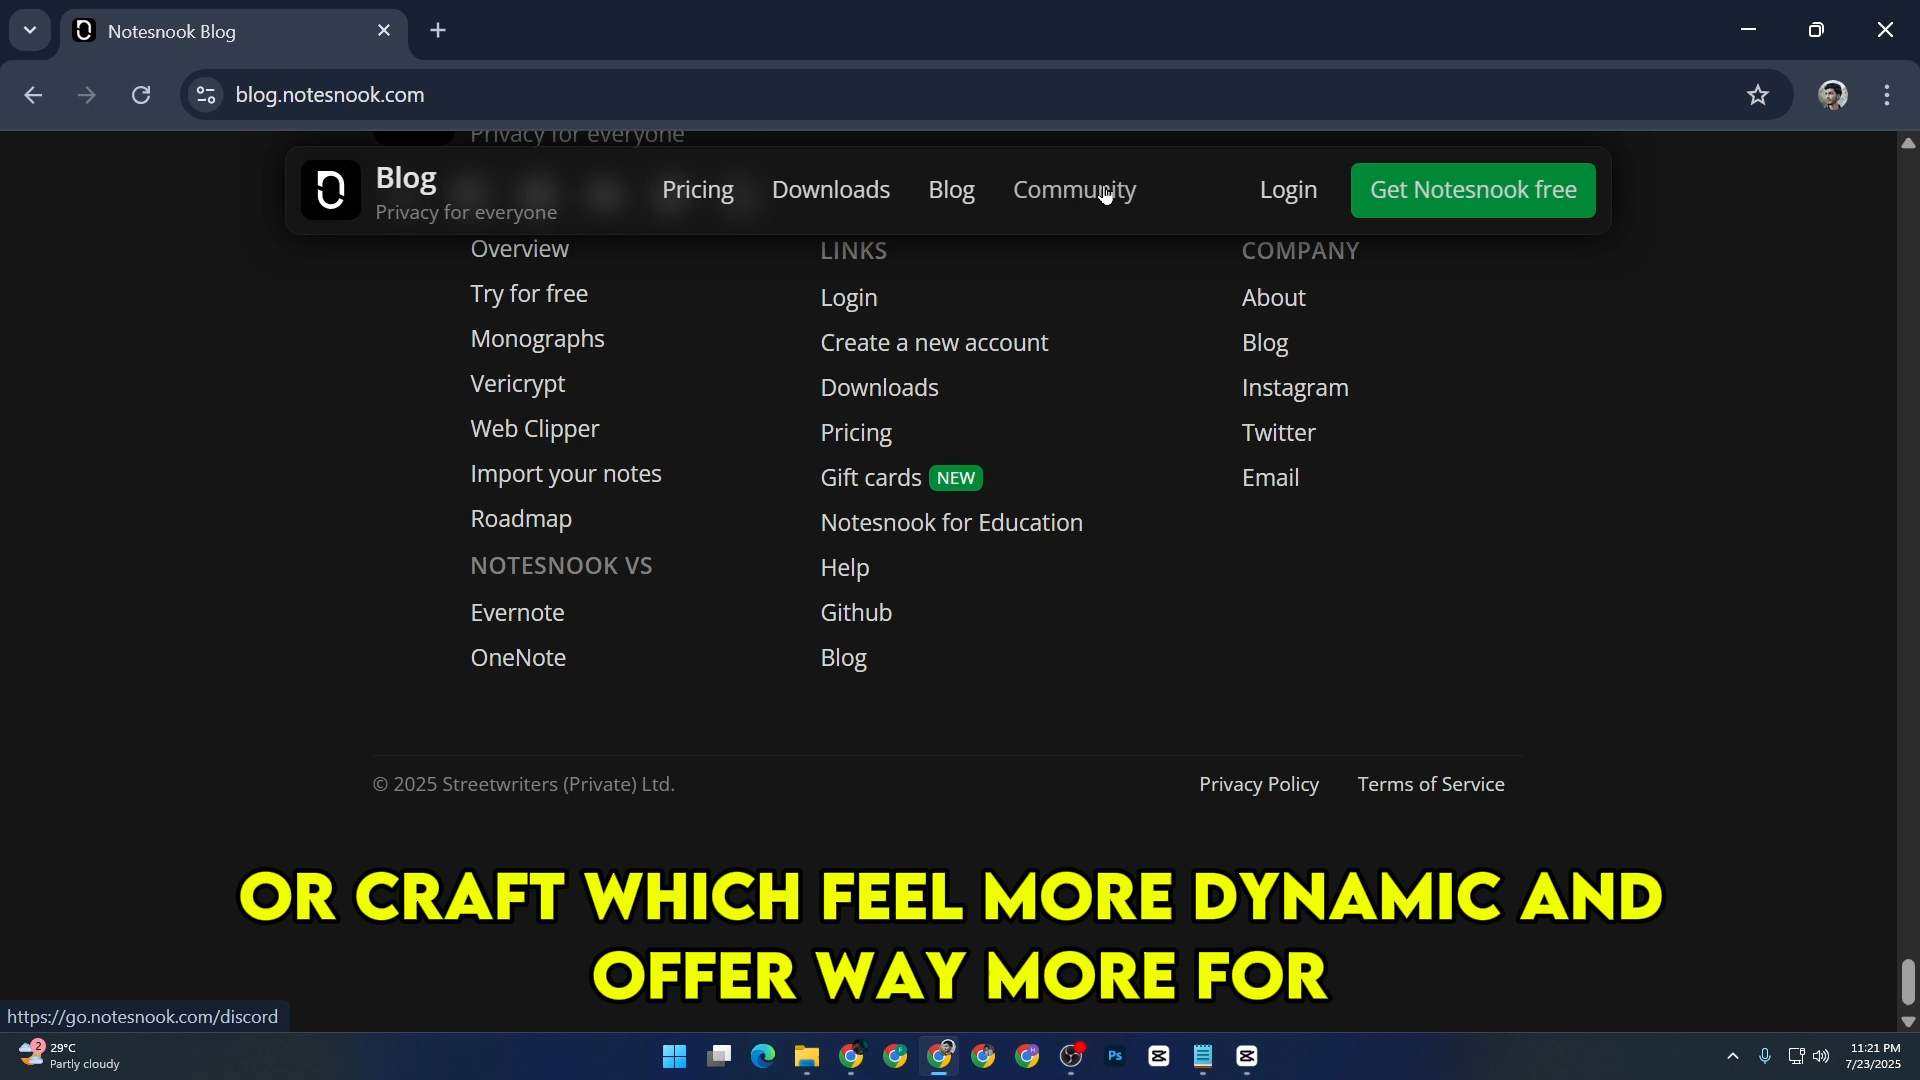 Notesnook Blog
blog.notesnook.com
Privacy for everyone
Blog
Privacy for everyone
Pricing
Downloads
Blog
Community
Login
Get Notesnook free
Overview
Try for free
Monographs
Vericrypt
Web Clipper
Import your notes
Roadmap
NOTESNOOK VS
Evernote
OneNote
LINKS
Login
Create a new account
Downloads
Pricing
Gift cards NEW
Notesnook for Education
Help
Github
Blog
COMPANY
About
Blog
Instagram
Twitter
Email
© 2025 Streetwriters (Private) Ltd.
Privacy Policy
Terms of Service
OR CRAFT WHICH FEEL MORE DYNAMIC AND
OFFER WAY MORE FOR
https://go.notesnook.com/discord
2
29°C
Partly cloudy
Ps
11:21 PM
7/23/2025